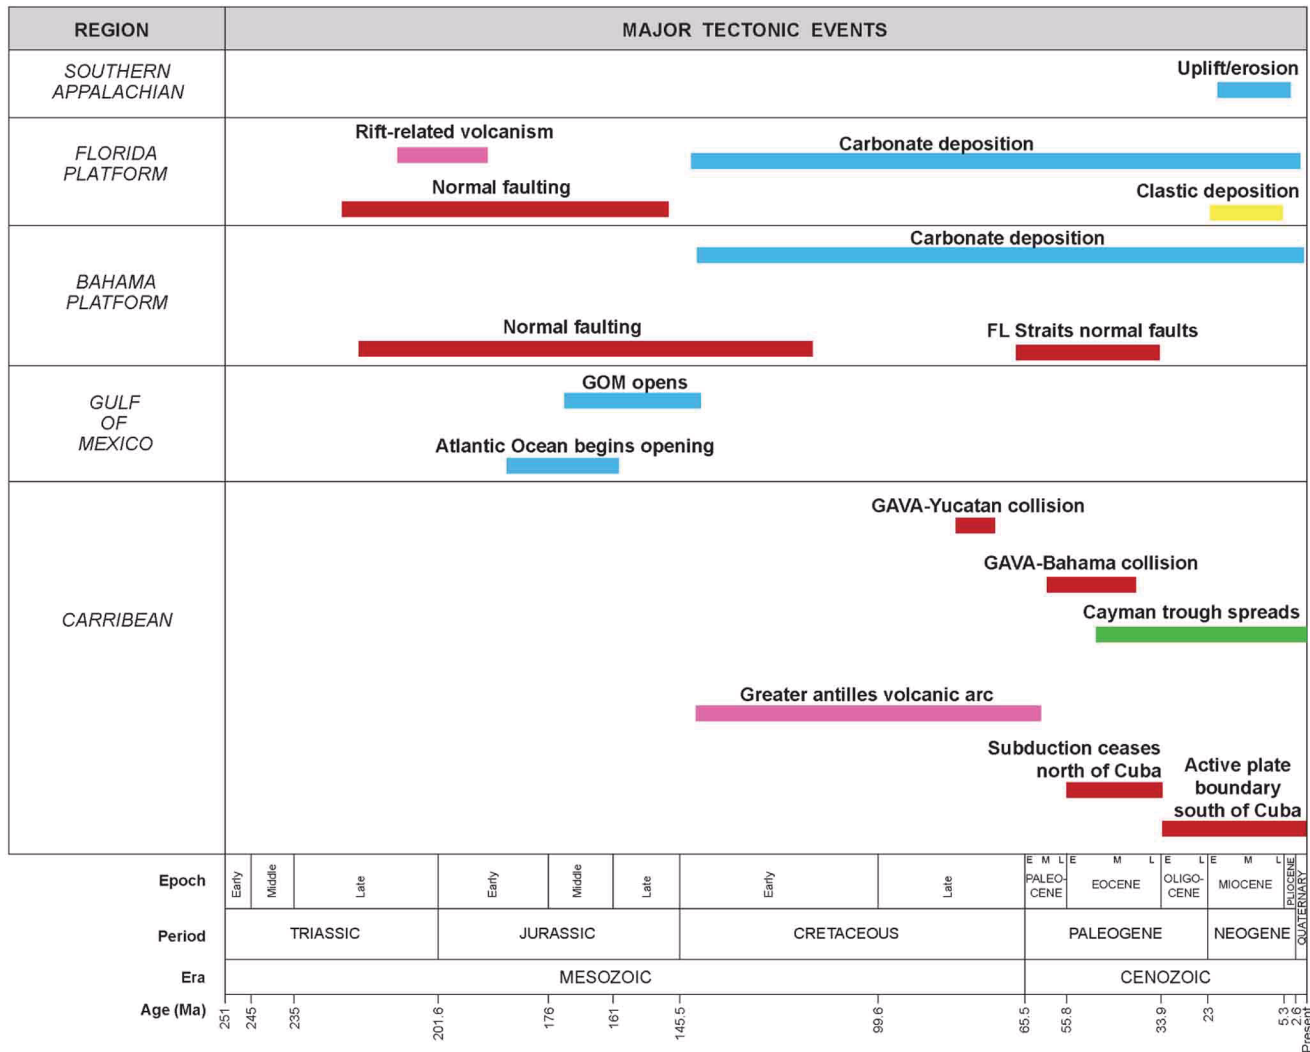 REGION
MAJOR TECTONIC EVENTS
SOUTHERN
APPALACHIAN
Uplift/erosion
FLORIDA
PLATFORM
Rift-related volcanism
Carbonate deposition
Normal faulting
Clastic deposition
BAHAMA
PLATFORM
Carbonate deposition
Normal faulting
FL Straits normal faults
GULF
OF
MEXICO
GOM opens
Atlantic Ocean begins opening
CARRIBEAN
GAVA-Yucatan collision
GAVA-Bahama collision
Cayman trough spreads
Greater antilles volcanic arc
Subduction ceases
north of Cuba
Active plate
boundary
south of Cuba
Epoch
Early
Middle
Late
Early
Middle
Late
Early
Late
E M L
PALEO-
CENE
E M L
EOCENE
E L
OLIGO-
CENE
E M L
MIOCENE
PLIOCENE
QUATERNARY
Period
TRIASSIC
JURASSIC
CRETACEOUS
PALEOGENE
NEOGENE
Era
MESOZOIC
CENOZOIC
Age (Ma)
251
245
235
201.6
176
161
145.5
99.6
65.5
55.8
33.9
23
5.3
2.6
Present